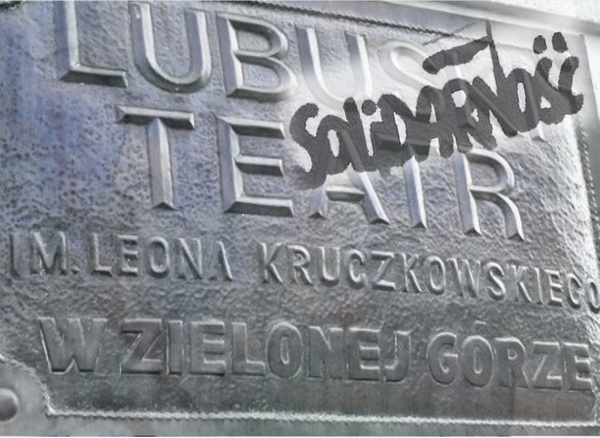 LUBUSKI
SOLiDARNOŚĆ
TEATR
IM. LEONA KRUCZKOWSKIEGO
W ZIELONEJ GÓRZE